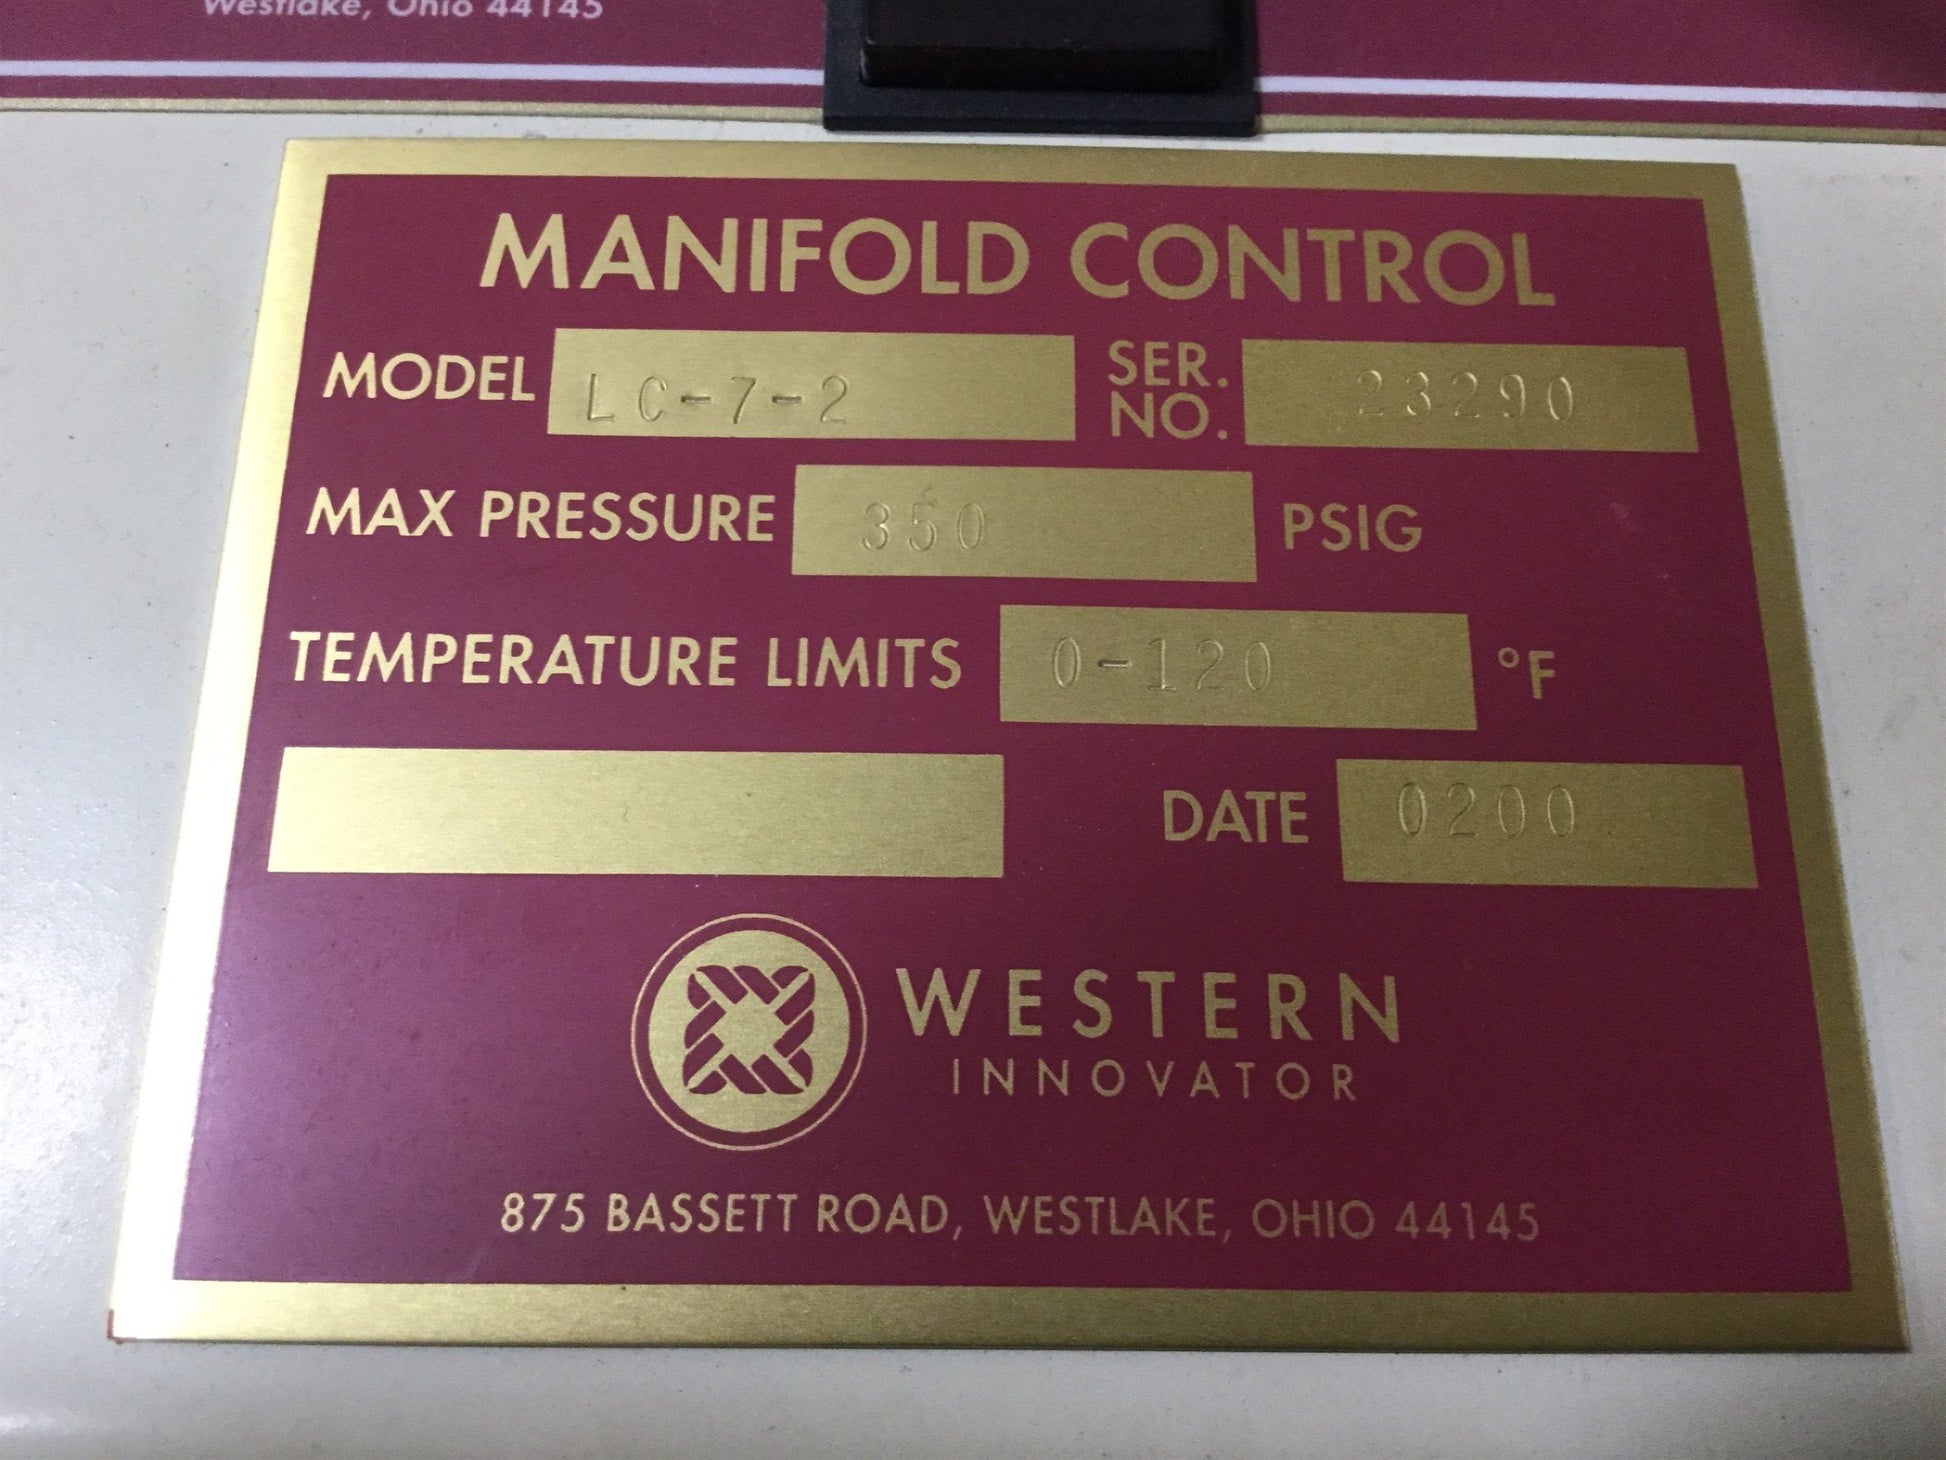 Westlake, Ohio 44145
MANIFOLD CONTROL
MODEL LC-7-2 SER. NO. 23290
MAX PRESSURE 350 PSIG
TEMPERATURE LIMITS 0-120 °F
DATE 0200
WESTERN
INNOVATOR
875 BASSETT ROAD, WESTLAKE, OHIO 44145